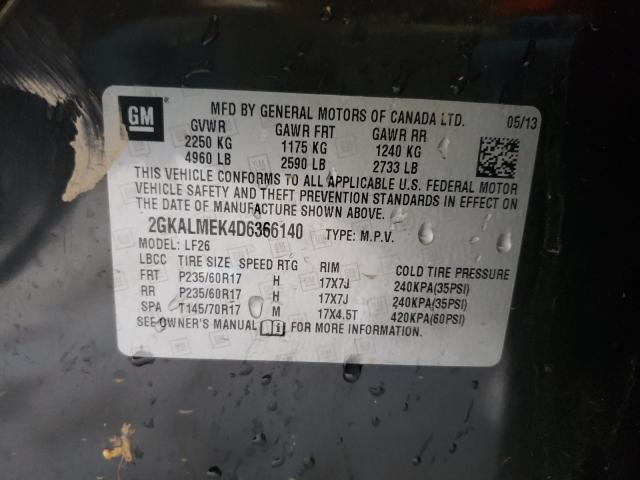 GM
MFD BY GENERAL MOTORS OF CANADA LTD. 05/13
GVWR GAWR FRT GAWR RR
2250 KG 1175 KG 1240 KG
4960 LB 2590 LB 2733 LB
THIS VEHICLE CONFORMS TO ALL APPLICABLE U.S. FEDERAL MOTOR
VEHICLE SAFETY AND THEFT PREVENTION STANDARDS IN EFFECT ON
THE DATE OF MANUFACTURE SHOWN ABOVE.
2GKALMEK4D6366140 TYPE: M.P.V.
MODEL: LF26
LBCC TIRE SIZE SPEED RTG RIM COLD TIRE PRESSURE
FRT P235/60R17 H 17X7J 240KPA(35PSI)
RR P235/60R17 H 17X7J 240KPA(35PSI)
SPA T145/70R17 M 17X4.5T 420KPA(60PSI)
SEE OWNER'S MANUAL FOR MORE INFORMATION.